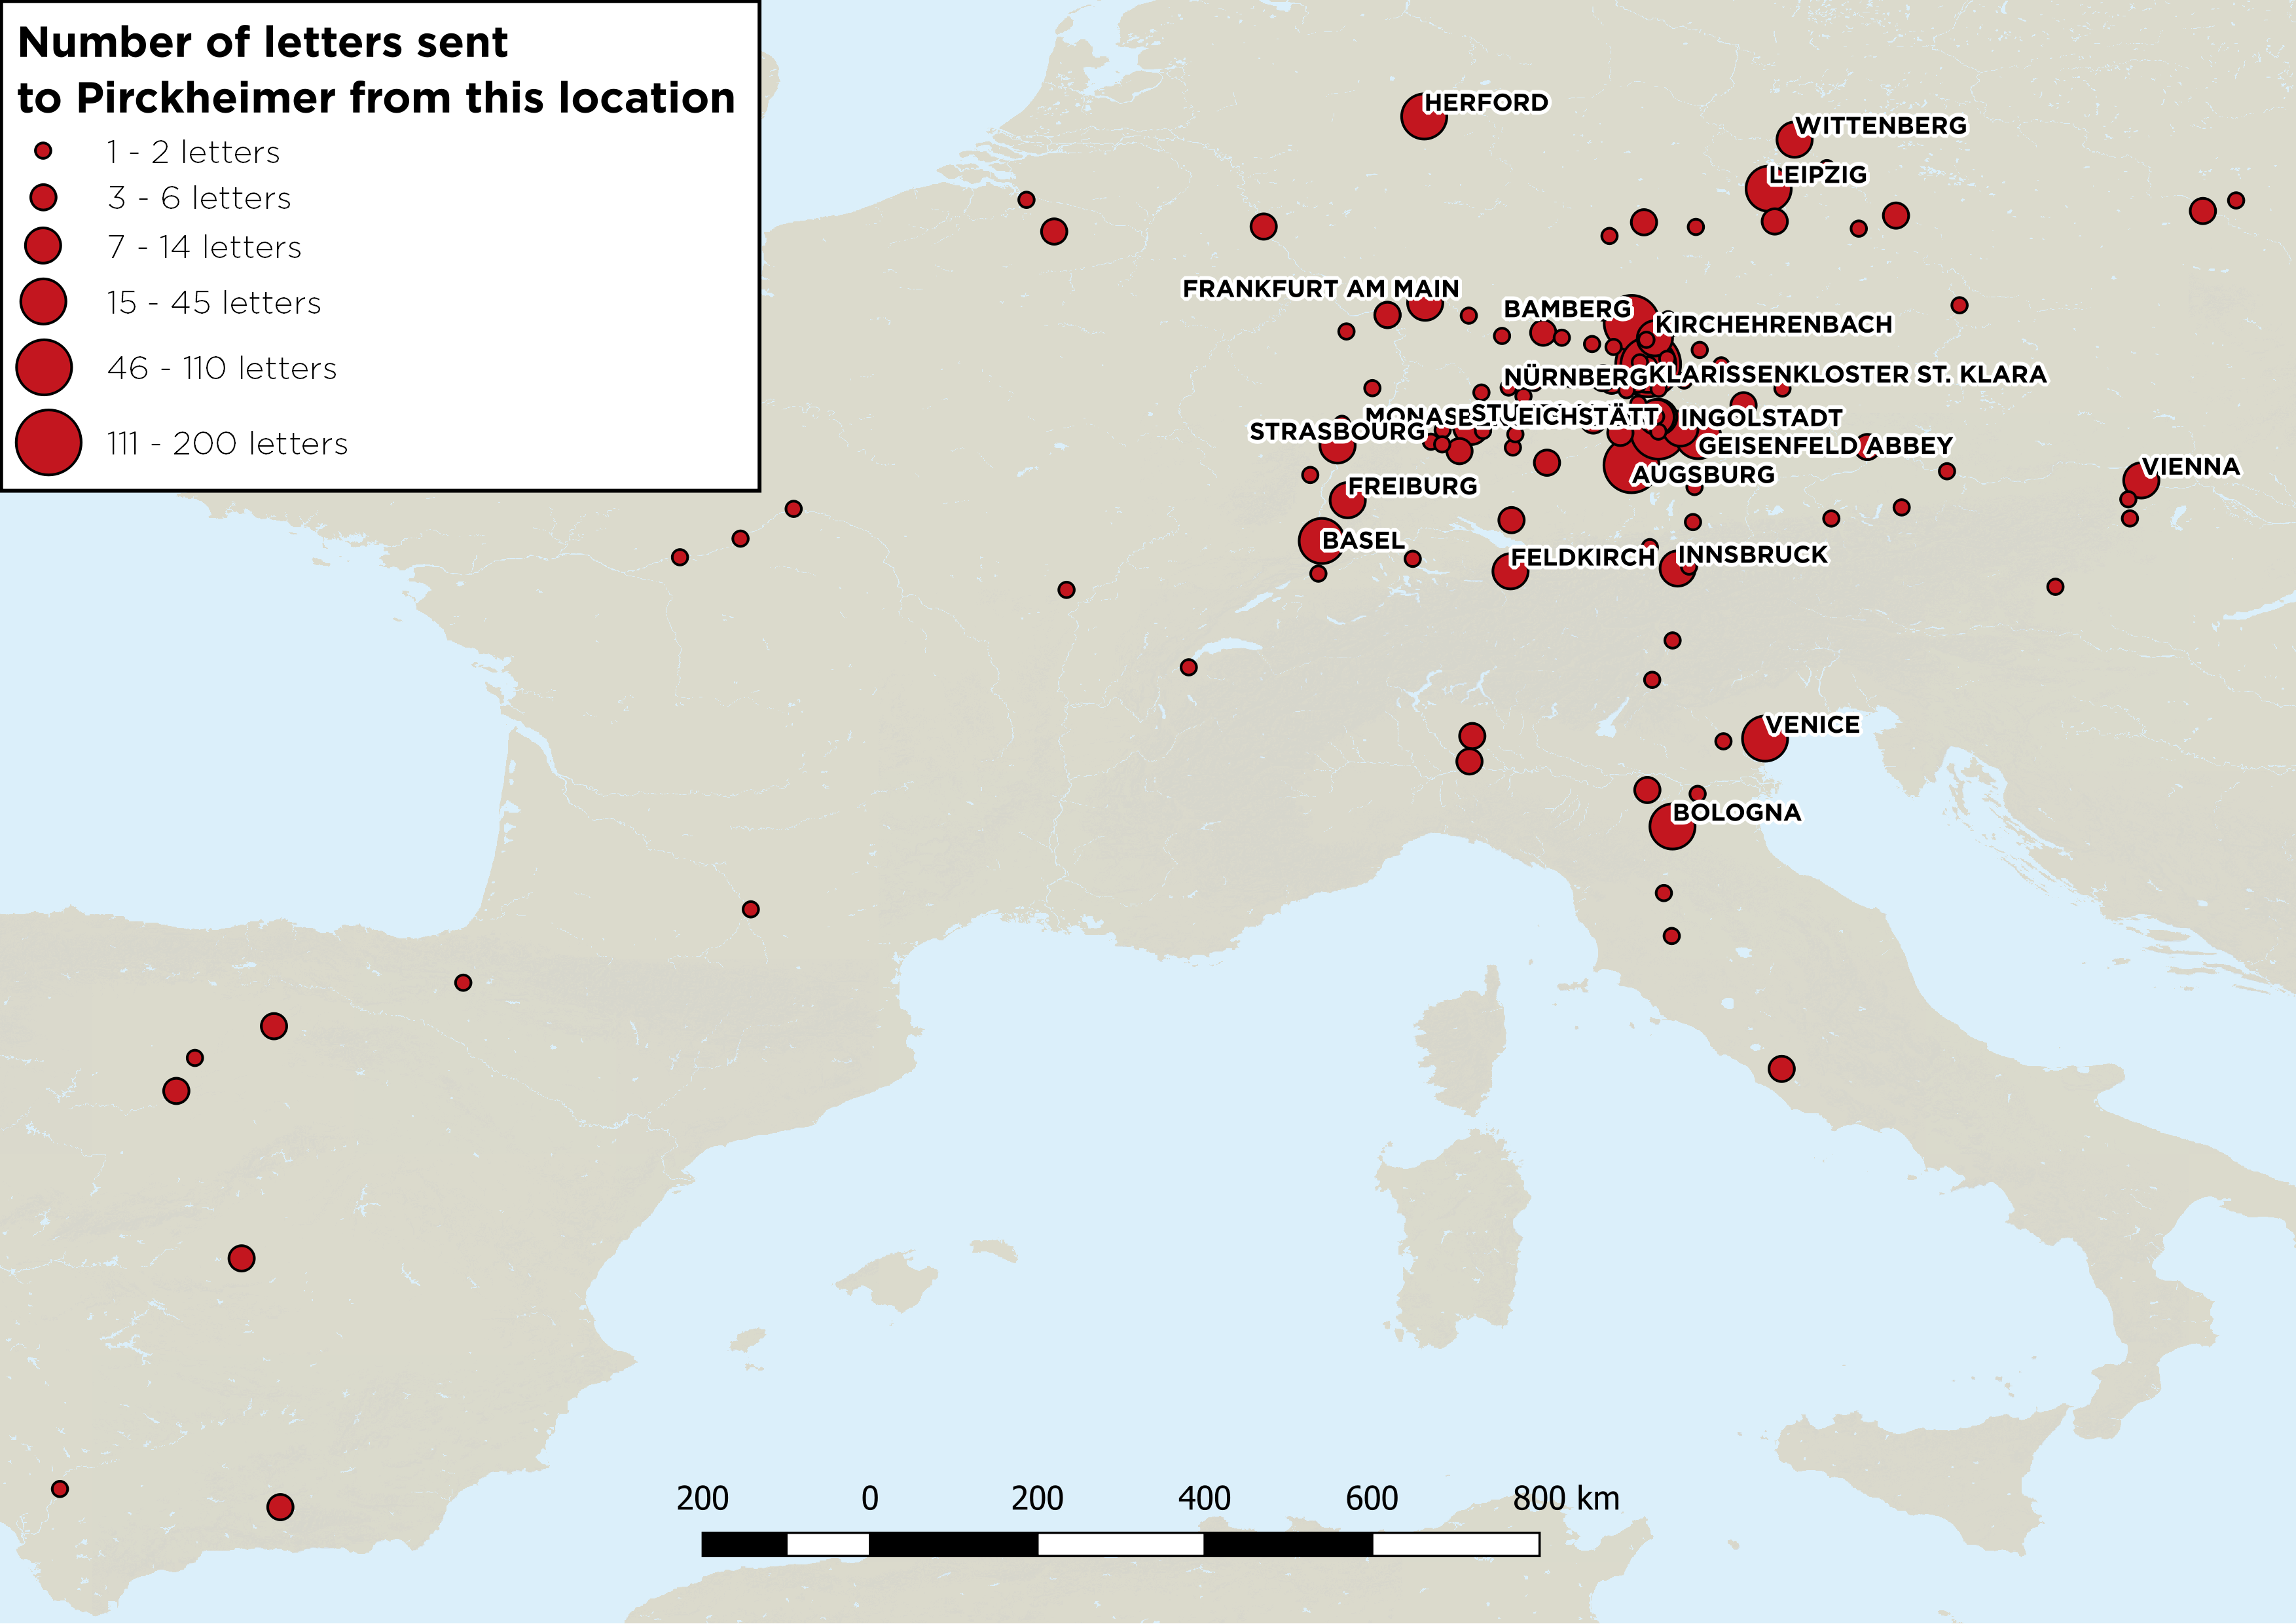 Number of letters sent
to Pirckheimer from this location
1 - 2 letters
3 - 6 letters
7 - 14 letters
15 - 45 letters
46 - 110 letters
111 - 200 letters
HERFORD
WITTENBERG
LEIPZIG
FRANKFURT AM MAIN
BAMBERG
KIRCHEHRENBACH
NÜRNBERG
KLARISSENKLOSTER ST. KLARA
EICHSTÄTT
INGOLSTADT
STRASBOURG
GEISENFELD ABBEY
VIENNA
AUGSBURG
FREIBURG
BASEL
FELDKIRCH
INNSBRUCK
VENICE
BOLOGNA
200 0 200 400 600 800 km